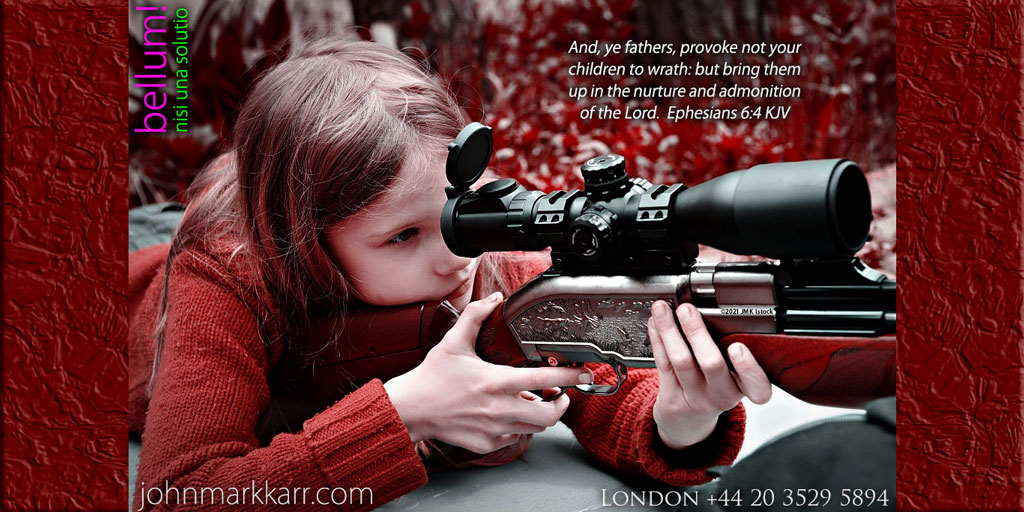 bellum!
nisi una solutio
And, ye fathers, provoke not your
children to wrath: but bring them
up in the nurture and admonition
of the Lord.  Ephesians 6:4 KJV
©2021 JMK Istock
johnmarkkarr.com
LONDON +44 20 3529 5894